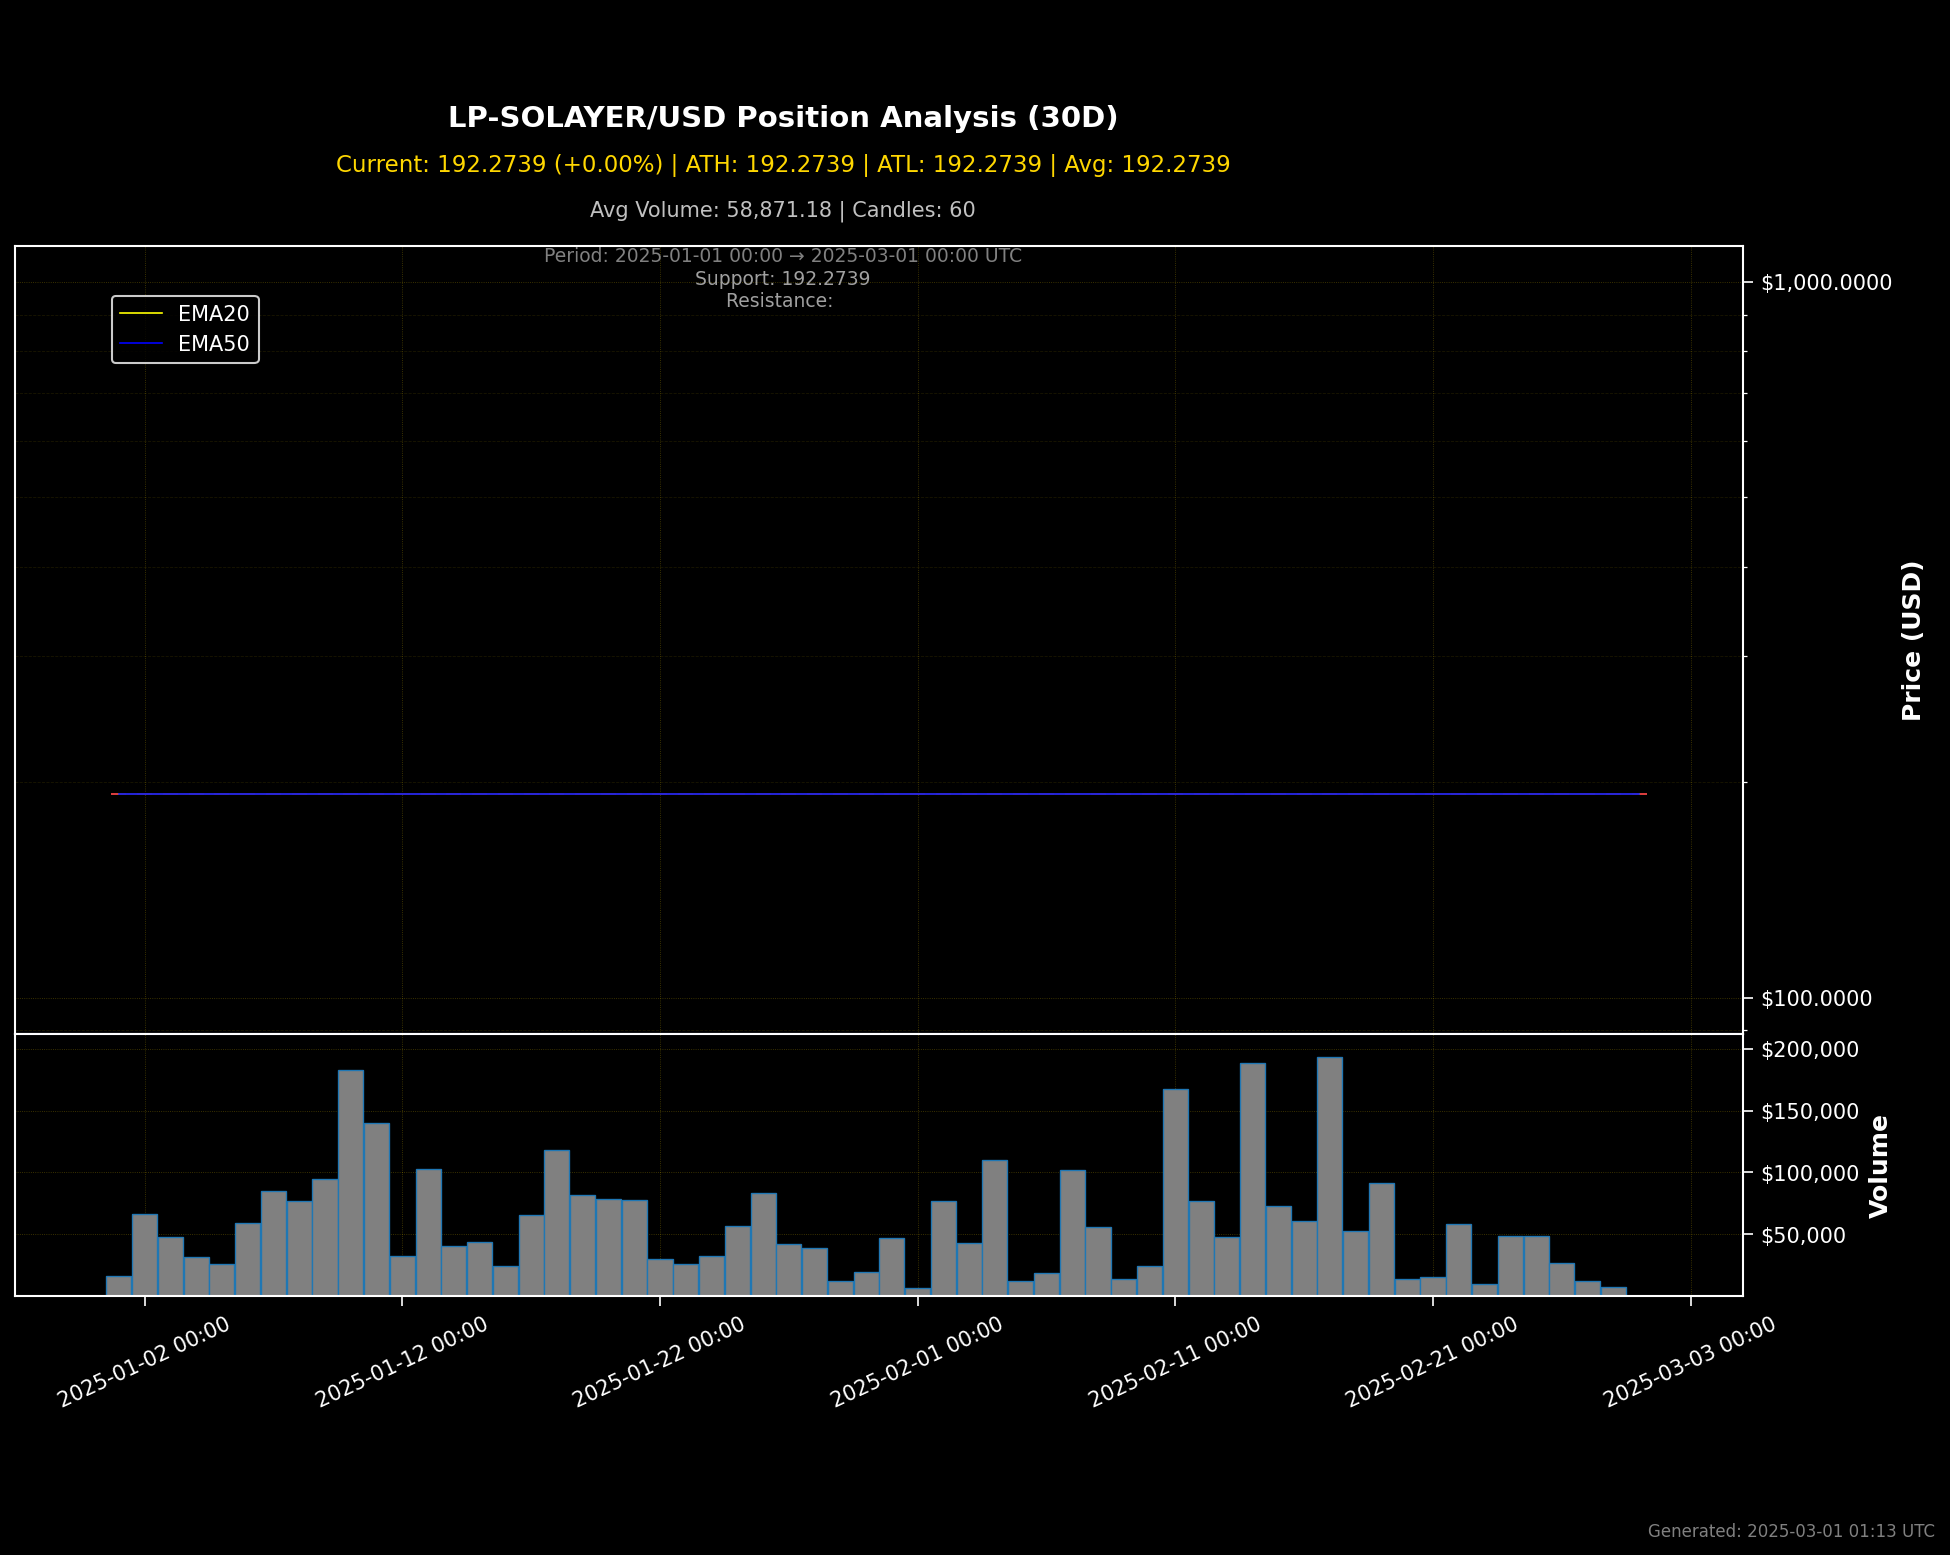 LP-SOLAYER/USD Position Analysis (30D)
Current: 192.2739 (+0.00%) | ATH: 192.2739 | ATL: 192.2739 | Avg: 192.2739
Avg Volume: 58,871.18 | Candles: 60
Period: 2025-01-01 00:00 → 2025-03-01 00:00 UTC
Support: 192.2739
Resistance:
EMA20
EMA50
$1,000.0000
Price (USD)
$100.0000
$200,000
$150,000
$100,000
$50,000
Volume
2025-01-02 00:00
2025-01-12 00:00
2025-01-22 00:00
2025-02-01 00:00
2025-02-11 00:00
2025-02-21 00:00
2025-03-03 00:00
Generated: 2025-03-01 01:13 UTC